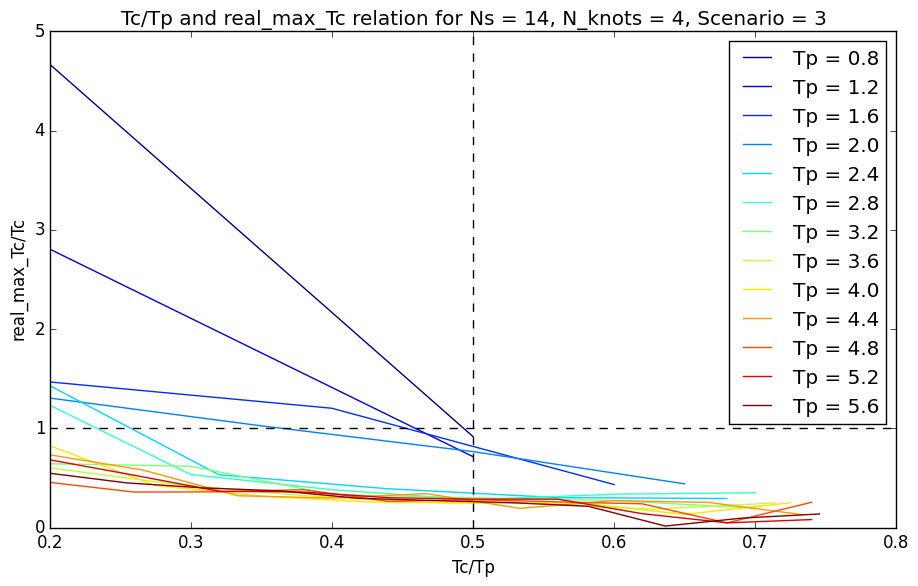 Tc/Tp and real_max_Tc relation for Ns = 14, N_knots = 4, Scenario = 3
5
4
3
2
1
0
real_max_Tc/Tc
Tp = 0.8
Tp = 1.2
Tp = 1.6
Tp = 2.0
Tp = 2.4
Tp = 2.8
Tp = 3.2
Tp = 3.6
Tp = 4.0
Tp = 4.4
Tp = 4.8
Tp = 5.2
Tp = 5.6
0.2 0.3 0.4 0.5 0.6 0.7 0.8
Tc/Tp